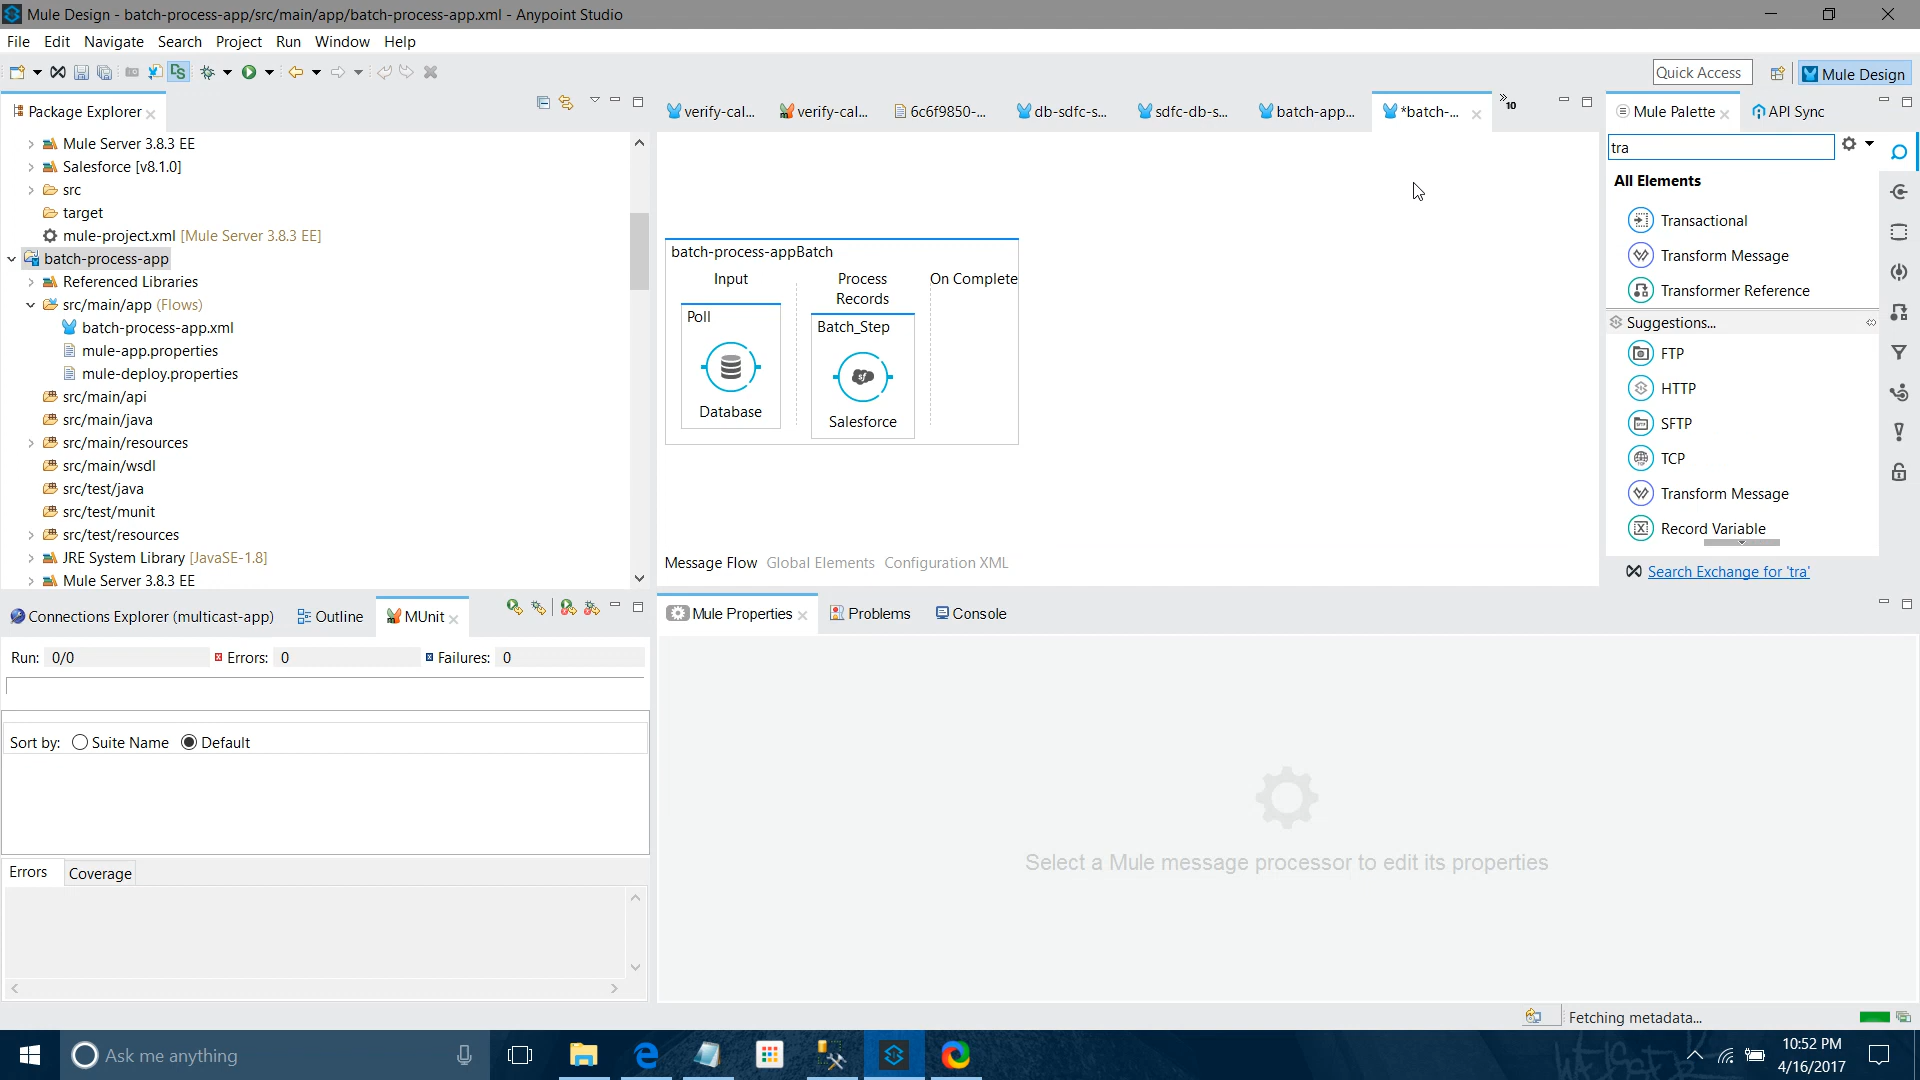 Mule Design - batch-process-app/src/main/app/batch-process-app.xml - Anypoint Studio
File Edit Navigate Search Project Run Window Help
Quick Access
Mule Design
Package Explorer
Mule Server 3.8.3 EE
Salesforce [v8.1.0]
src
target
mule-project.xml [Mule Server 3.8.3 EE]
batch-process-app
Referenced Libraries
src/main/app (Flows)
batch-process-app.xml
mule-app.properties
mule-deploy.properties
src/main/api
src/main/java
src/main/resources
src/main/wsdl
src/test/java
src/test/munit
src/test/resources
JRE System Library [JavaSE-1.8]
Mule Server 3.8.3 EE
verify-cal... verify-cal... 6c6f9850-... db-sdfc-s... sdfc-db-s... batch-app... *batch-... »10
batch-process-appBatch
Input
Process Records
On Complete
Poll
Database
Batch_Step
Salesforce
Message Flow Global Elements Configuration XML
Mule Palette API Sync
tra
All Elements
Transactional
Transform Message
Transformer Reference
Suggestions...
FTP
HTTP
SFTP
TCP
Transform Message
Record Variable
Search Exchange for 'tra'
Connections Explorer (multicast-app) Outline MUnit
Run: 0/0 Errors: 0 Failures: 0
Sort by: Suite Name Default
Errors Coverage
Mule Properties Problems Console
Select a Mule message processor to edit its properties
Fetching metadata...
Ask me anything
10:52 PM
4/16/2017